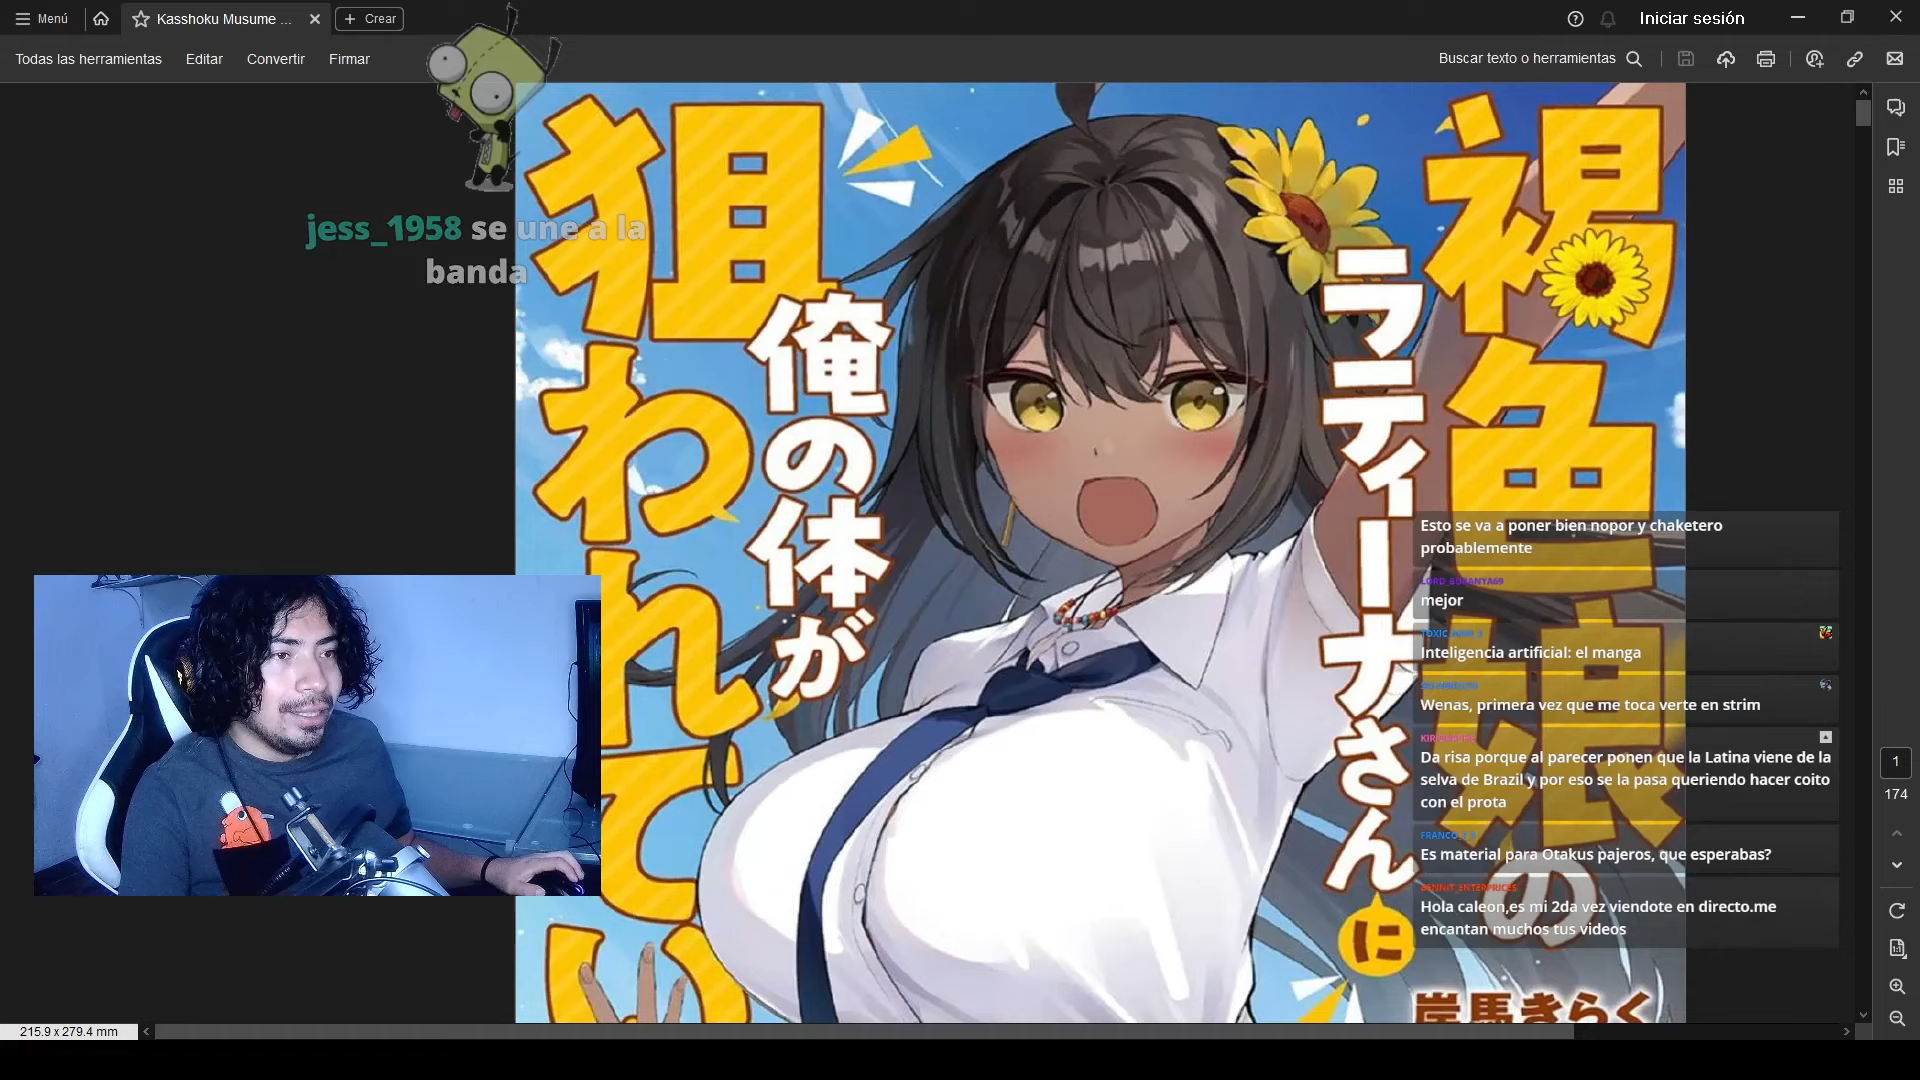 Menú
Kasshoku Musume ...
Crear
Iniciar sesión
Todas las herramientas
Editar
Convertir
Firmar
Buscar texto o herramientas
jess_1958 se une a la
banda
褐色娘の
ラティーナさんに
俺の体が
狙われてい
岸馬きらく
Esto se va a poner bien nopor y chaketero
probablemente
mejor
Inteligencia artificial: el manga
Wenas, primera vez que me toca verte en strim
Da risa porque al parecer ponen que la Latina viene de la
selva de Brazil y por eso se la pasa queriendo hacer coito
con el prota
Es material para Otakus pajeros, que esperabas?
Hola caleon,es mi 2da vez viendote en directo.me
encantan muchos tus videos
1
174
215.9 x 279.4 mm